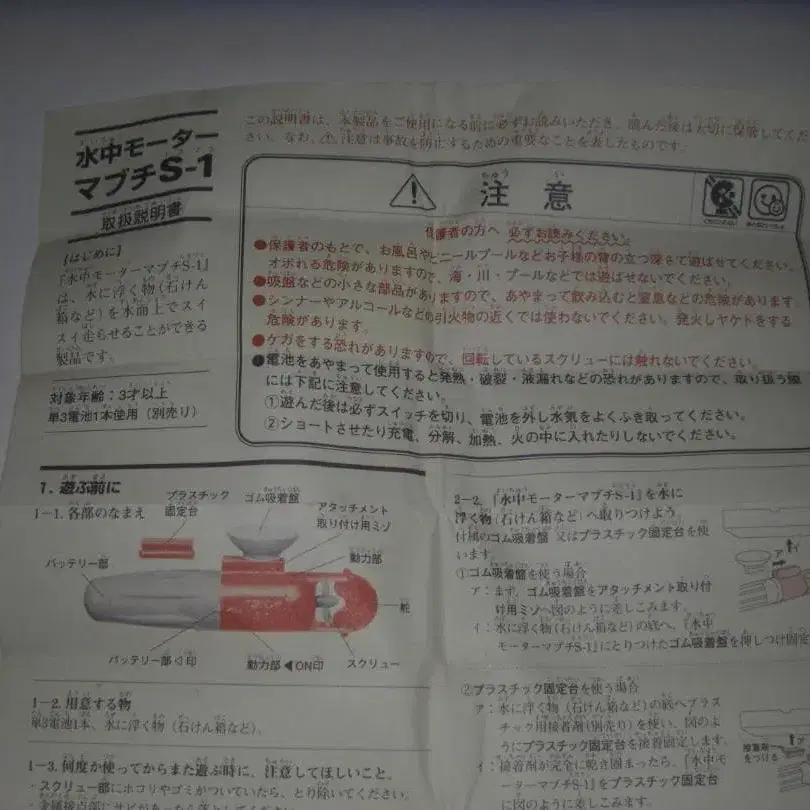 水中モーター
マブチS-1
取扱説明書
この説明書は、本製品をご使用になる前に必ずお読みいただき、読んだ後は大切に保管してくだ
さい。なお、⚠注意は事故を防止するための重要なことを表したものです。
【はじめに】
『水中モーターマブチS-1』
は、水に浮く物(石けん
箱など)を水面上でスイ
スイ走らせることができる
製品です。
対象年齢:3才以上
単3電池1本使用(別売り)
注意
ちゅうい
保護者の方へ 必ずお読みください。
●保護者のもとで、お風呂やビニールプールなどお子様の背の立つ深さで遊ばせてください。
オボれる危険がありますので、海・川・プールなどでは遊ばせないでください。
●吸盤などの小さな部品がありますので、あやまって飲み込むと窒息などの危険があります
●シンナーやアルコールなどの引火物の近くでは使わないでください。発火しヤケドをする
危険があります。
●ケガをする恐れがありますので、回転しているスクリューには触れないでください。
●電池をあやまって使用すると発熱・破裂・液漏れなどの恐れがありますので、取り扱う際
には下記に注意してください。
①遊んだ後は必ずスイッチを切り、電池を外し水気をよくふき取ってください。
②ショートさせたり充電、分解、加熱、火の中に入れたりしないでください。
1. 遊ぶ前に
1-1. 各部のなまえ
プラスチック
固定台
ゴム吸着盤
アタッチメント
取り付け用ミゾ
動力部
バッテリー部
舵
バッテリー部◁印
動力部◀ON印
スクリュー
1-2. 用意する物
単3電池1本、水に浮く物(石けん箱など)。
1-3. 何度か使ってからまた遊ぶ時に、注意してほしいこと。
・スクリュー部にホコリやゴミがついていたら、とり除いてください。
・金属接点部にサビがあったら落としてください
2-2. 『水中モーターマブチS-1』を水に
浮く物(石けん箱など)へ取りつけよう
付属のゴム吸着盤 又はプラスチック固定台を使
います。
①ゴム吸着盤を使う場合
ア:まず、ゴム吸着盤をアタッチメント取り付
け用ミゾへ図のように差しこみます。
イ:水に浮く物(石けん箱など)の底へ、『水中
モーターマブチS-1』にとりつけたゴム吸着盤を押しつけ固定
ア
イ
②プラスチック固定台を使う場合
ア:水に浮く物(石けん箱など)の底へプラス
チック用接着剤(別売り)を使い、図のよ
うにプラスチック固定台を接着固定します。
イ:接着剤が完全に乾き固まったら、『水中モ
ーターマブチS-1』をプラスチック固定台
に図のように差しこみます。
接着剤
をつける
ア